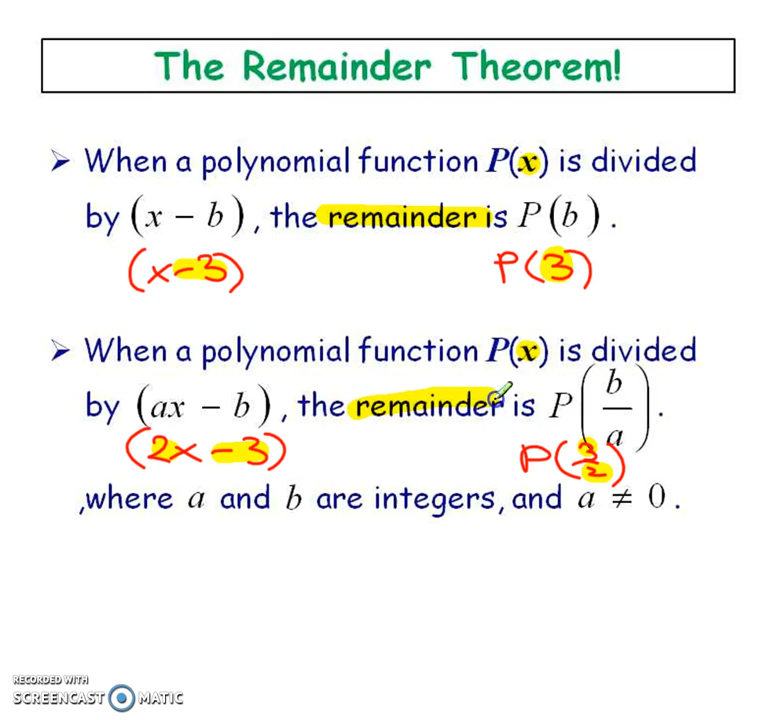 The Remainder Theorem!
➤ When a polynomial function P(x) is divided
by (x − b), the remainder is P(b).
(x−3) P(3)
➤ When a polynomial function P(x) is divided
by (ax − b), the remainder is P(b/a).
(2x−3) P(3/2)
,where a and b are integers, and a ≠ 0.
RECORDED WITH
SCREENCAST MATIC